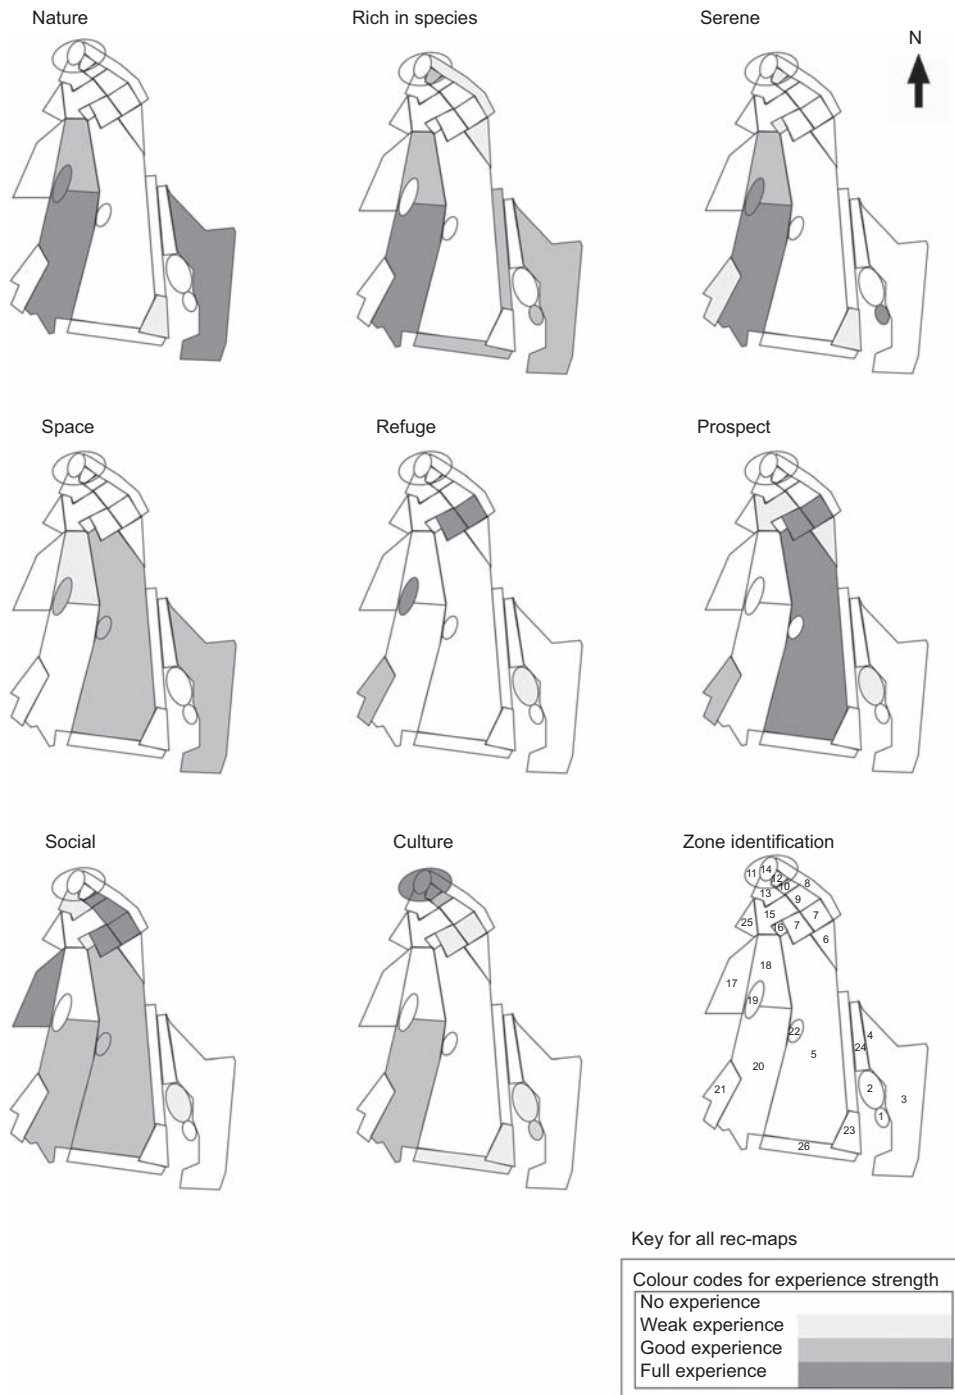 Nature
Rich in species
Serene
N
Space
Refuge
Prospect
Social
Culture
Zone identification
11
14
12
10
8
13
9
25
15
7
16
7
6
18
17
19
22
4
24
5
20
2
3
21
1
23
26
Key for all rec-maps
Colour codes for experience strength
No experience
Weak experience
Good experience
Full experience